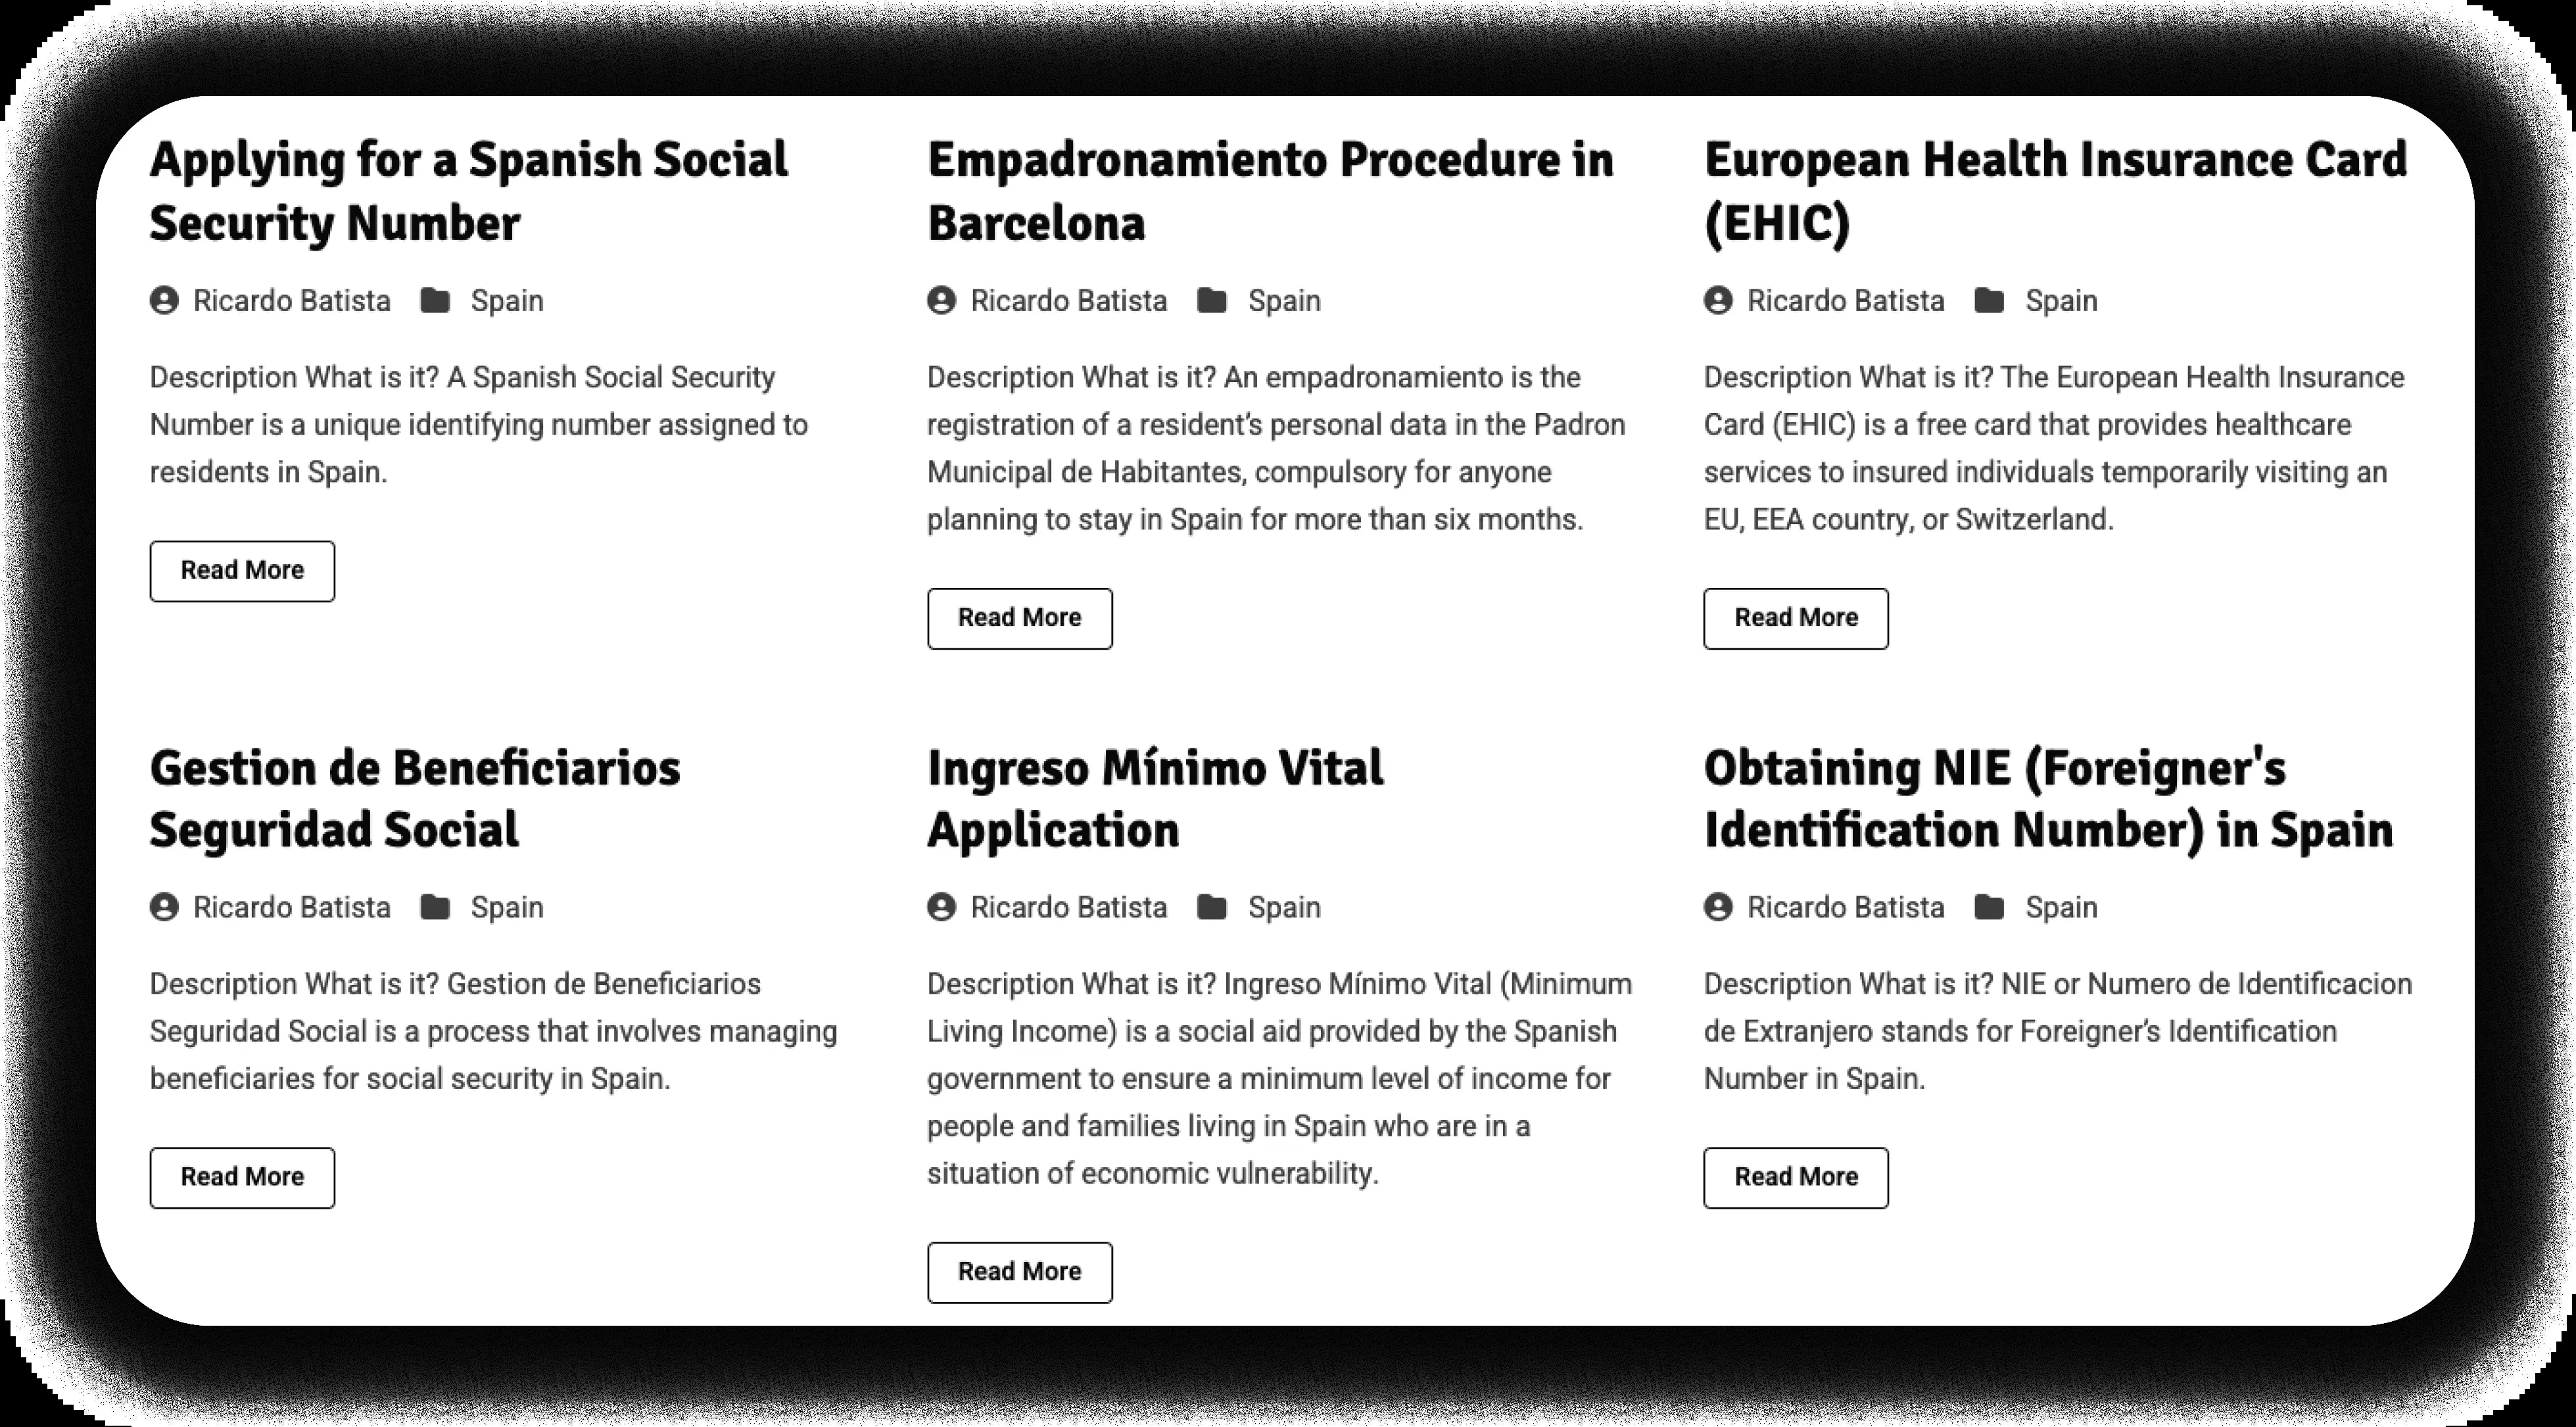 Applying for a Spanish Social
Security Number
Ricardo Batista Spain
Description What is it? A Spanish Social Security
Number is a unique identifying number assigned to
residents in Spain.
Read More
Empadronamiento Procedure in
Barcelona
Ricardo Batista Spain
Description What is it? An empadronamiento is the
registration of a resident’s personal data in the Padron
Municipal de Habitantes, compulsory for anyone
planning to stay in Spain for more than six months.
Read More
European Health Insurance Card
(EHIC)
Ricardo Batista Spain
Description What is it? The European Health Insurance
Card (EHIC) is a free card that provides healthcare
services to insured individuals temporarily visiting an
EU, EEA country, or Switzerland.
Read More
Gestion de Beneficiarios
Seguridad Social
Ricardo Batista Spain
Description What is it? Gestion de Beneficiarios
Seguridad Social is a process that involves managing
beneficiaries for social security in Spain.
Read More
Ingreso Mínimo Vital
Application
Ricardo Batista Spain
Description What is it? Ingreso Mínimo Vital (Minimum
Living Income) is a social aid provided by the Spanish
government to ensure a minimum level of income for
people and families living in Spain who are in a
situation of economic vulnerability.
Read More
Obtaining NIE (Foreigner's
Identification Number) in Spain
Ricardo Batista Spain
Description What is it? NIE or Numero de Identificacion
de Extranjero stands for Foreigner’s Identification
Number in Spain.
Read More